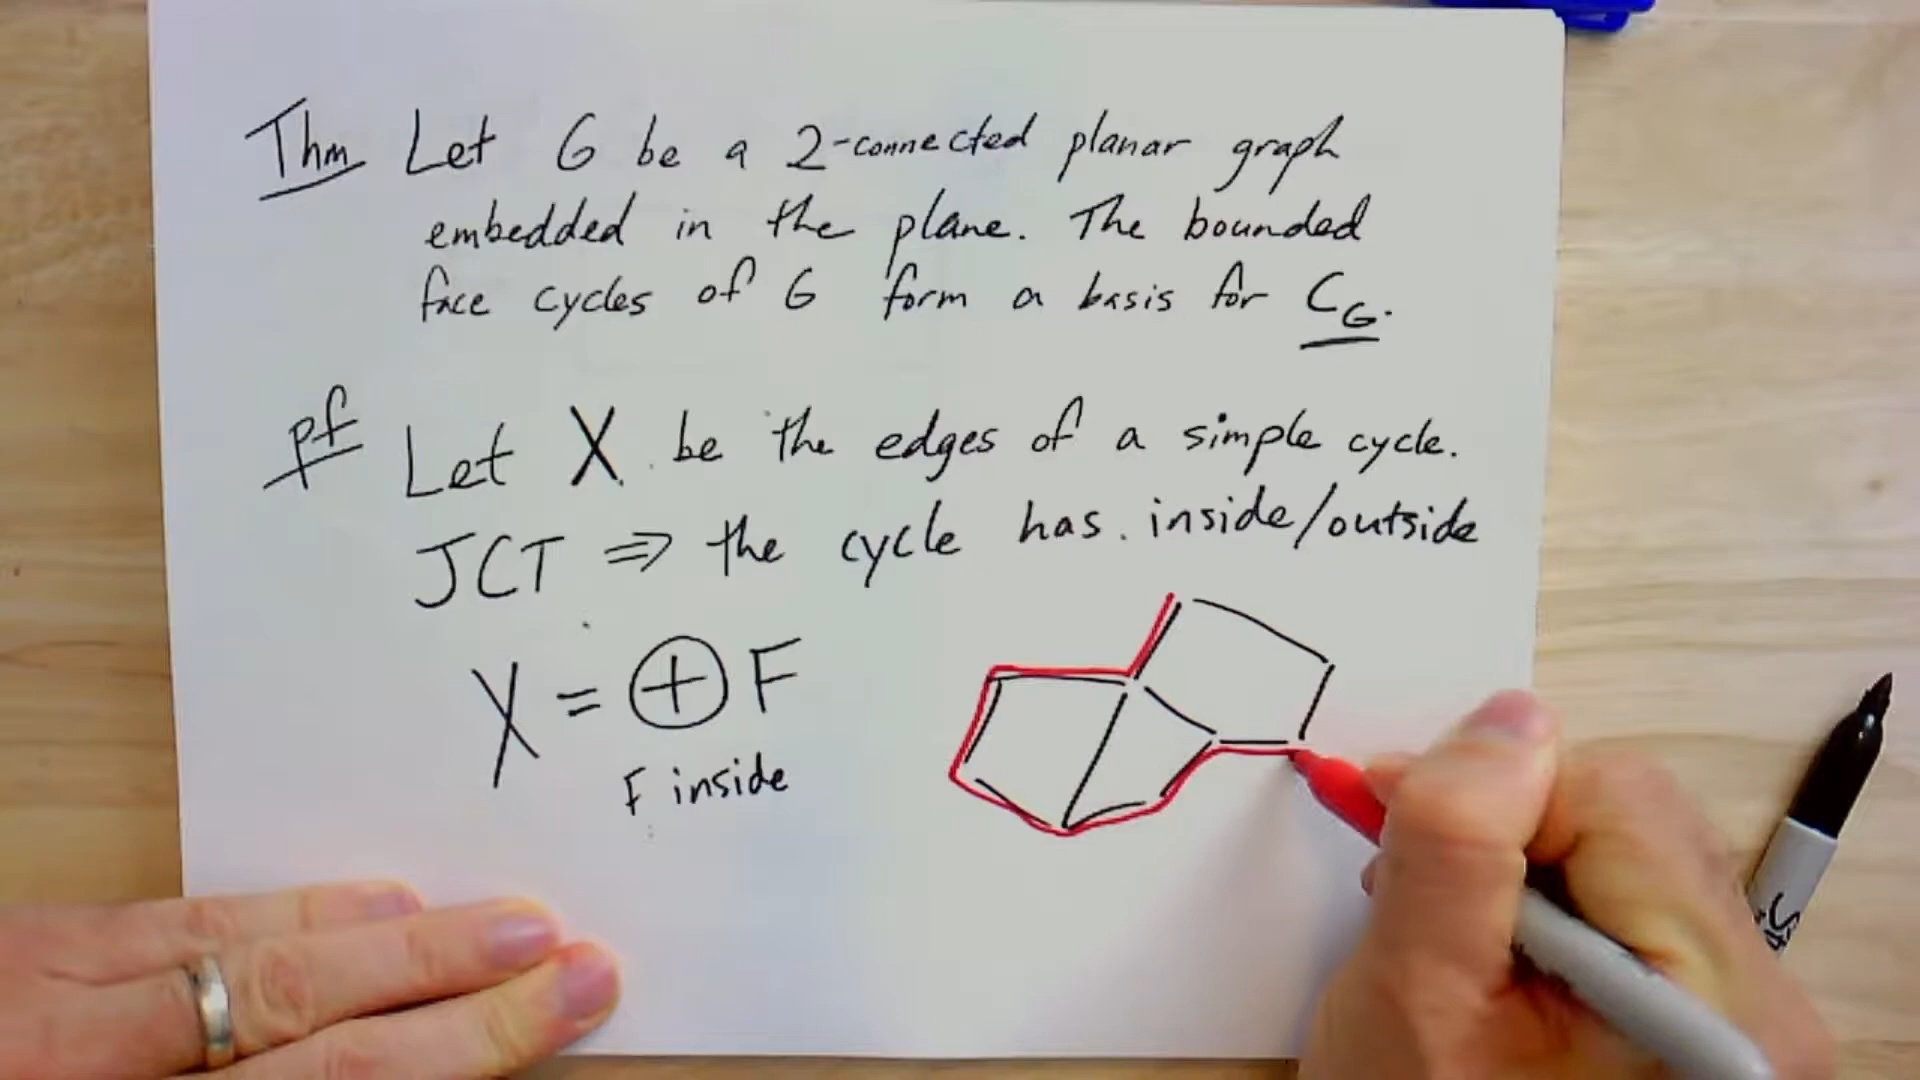 Thm Let G be a 2-connected planar graph
embedded in the plane. The bounded
face cycles of G form a basis for C_G.
pf Let X be the edges of a simple cycle.
JCT ⇒ the cycle has inside/outside
X = ⊕ F
F inside